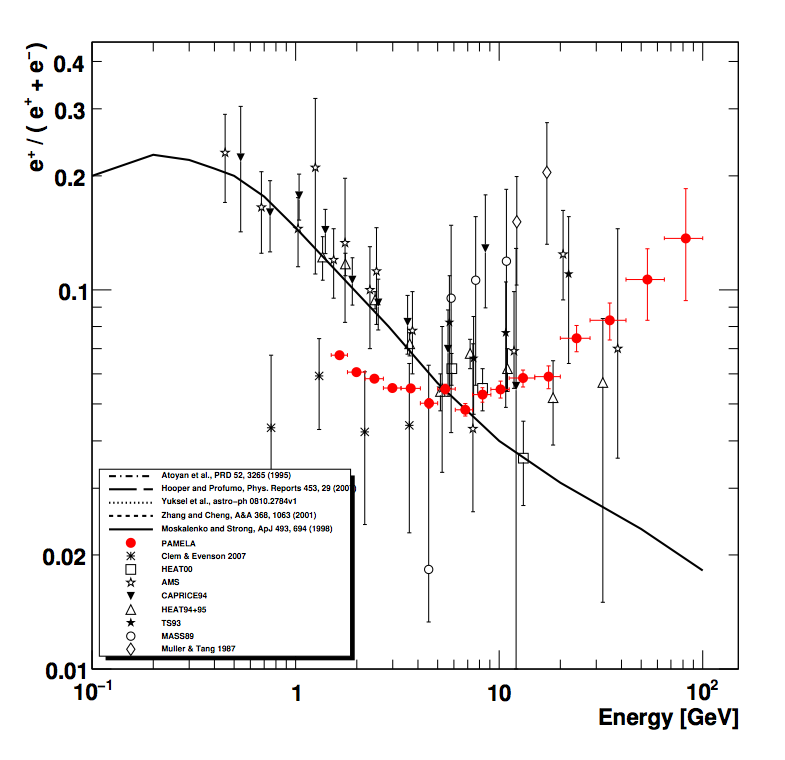 e⁺ / ( e⁺ + e⁻)
0.4
0.3
0.2
0.1
0.02
0.01
10⁻¹
1
10
10²
Energy [GeV]
Atoyan et al., PRD 52, 3265 (1995)
Hooper and Profumo, Phys. Reports 453, 29 (200
Yuksel et al., astro-ph 0810.2784v1
Zhang and Cheng, A&A 368, 1063 (2001)
Moskalenko and Strong, ApJ 493, 694 (1998)
PAMELA
Clem & Evenson 2007
HEAT00
AMS
CAPRICE94
HEAT94+95
TS93
MASS89
Muller & Tang 1987